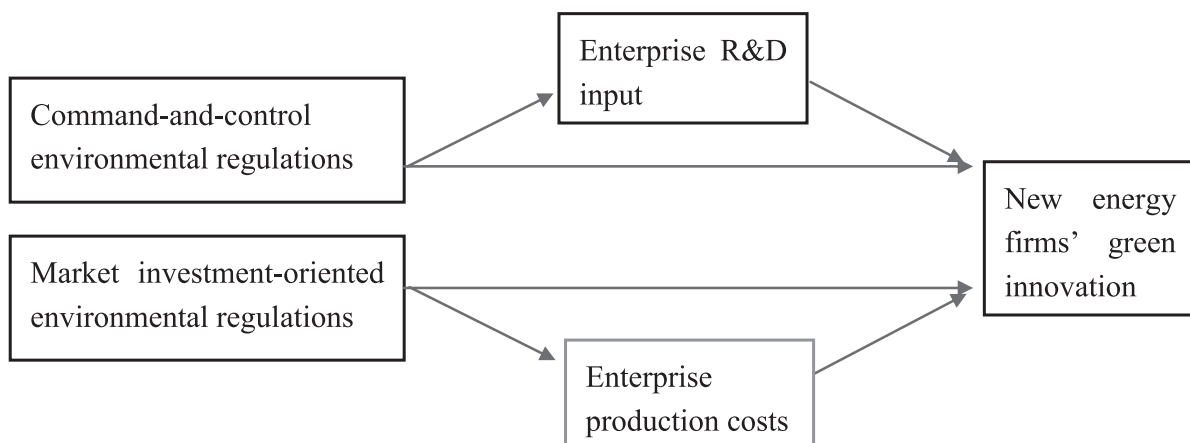 Enterprise R&D
input
Command-and-control
environmental regulations
New energy
firms’ green
innovation
Market investment-oriented
environmental regulations
Enterprise
production costs